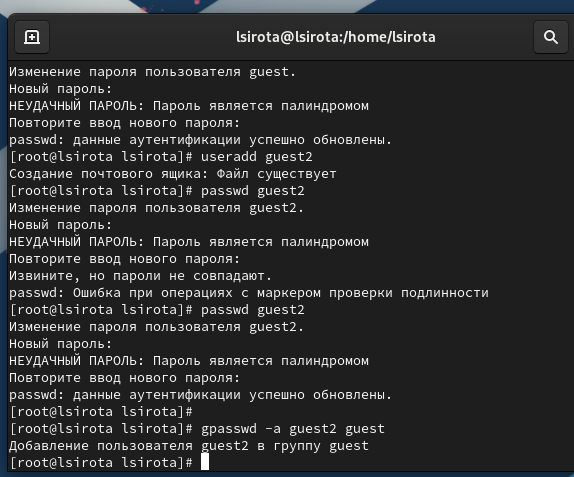 lsirota@lsirota:/home/lsirota
Изменение пароля пользователя guest.
Новый пароль:
НЕУДАЧНЫЙ ПАРОЛЬ: Пароль является палиндромом
Повторите ввод нового пароля:
passwd: данные аутентификации успешно обновлены.
[root@lsirota lsirota]# useradd guest2
Создание почтового ящика: Файл существует
[root@lsirota lsirota]# passwd guest2
Изменение пароля пользователя guest2.
Новый пароль:
НЕУДАЧНЫЙ ПАРОЛЬ: Пароль является палиндромом
Повторите ввод нового пароля:
Извините, но пароли не совпадают.
passwd: Ошибка при операциях с маркером проверки подлинности
[root@lsirota lsirota]# passwd guest2
Изменение пароля пользователя guest2.
Новый пароль:
НЕУДАЧНЫЙ ПАРОЛЬ: Пароль является палиндромом
Повторите ввод нового пароля:
passwd: данные аутентификации успешно обновлены.
[root@lsirota lsirota]#
[root@lsirota lsirota]# gpasswd -a guest2 guest
Добавление пользователя guest2 в группу guest
[root@lsirota lsirota]#